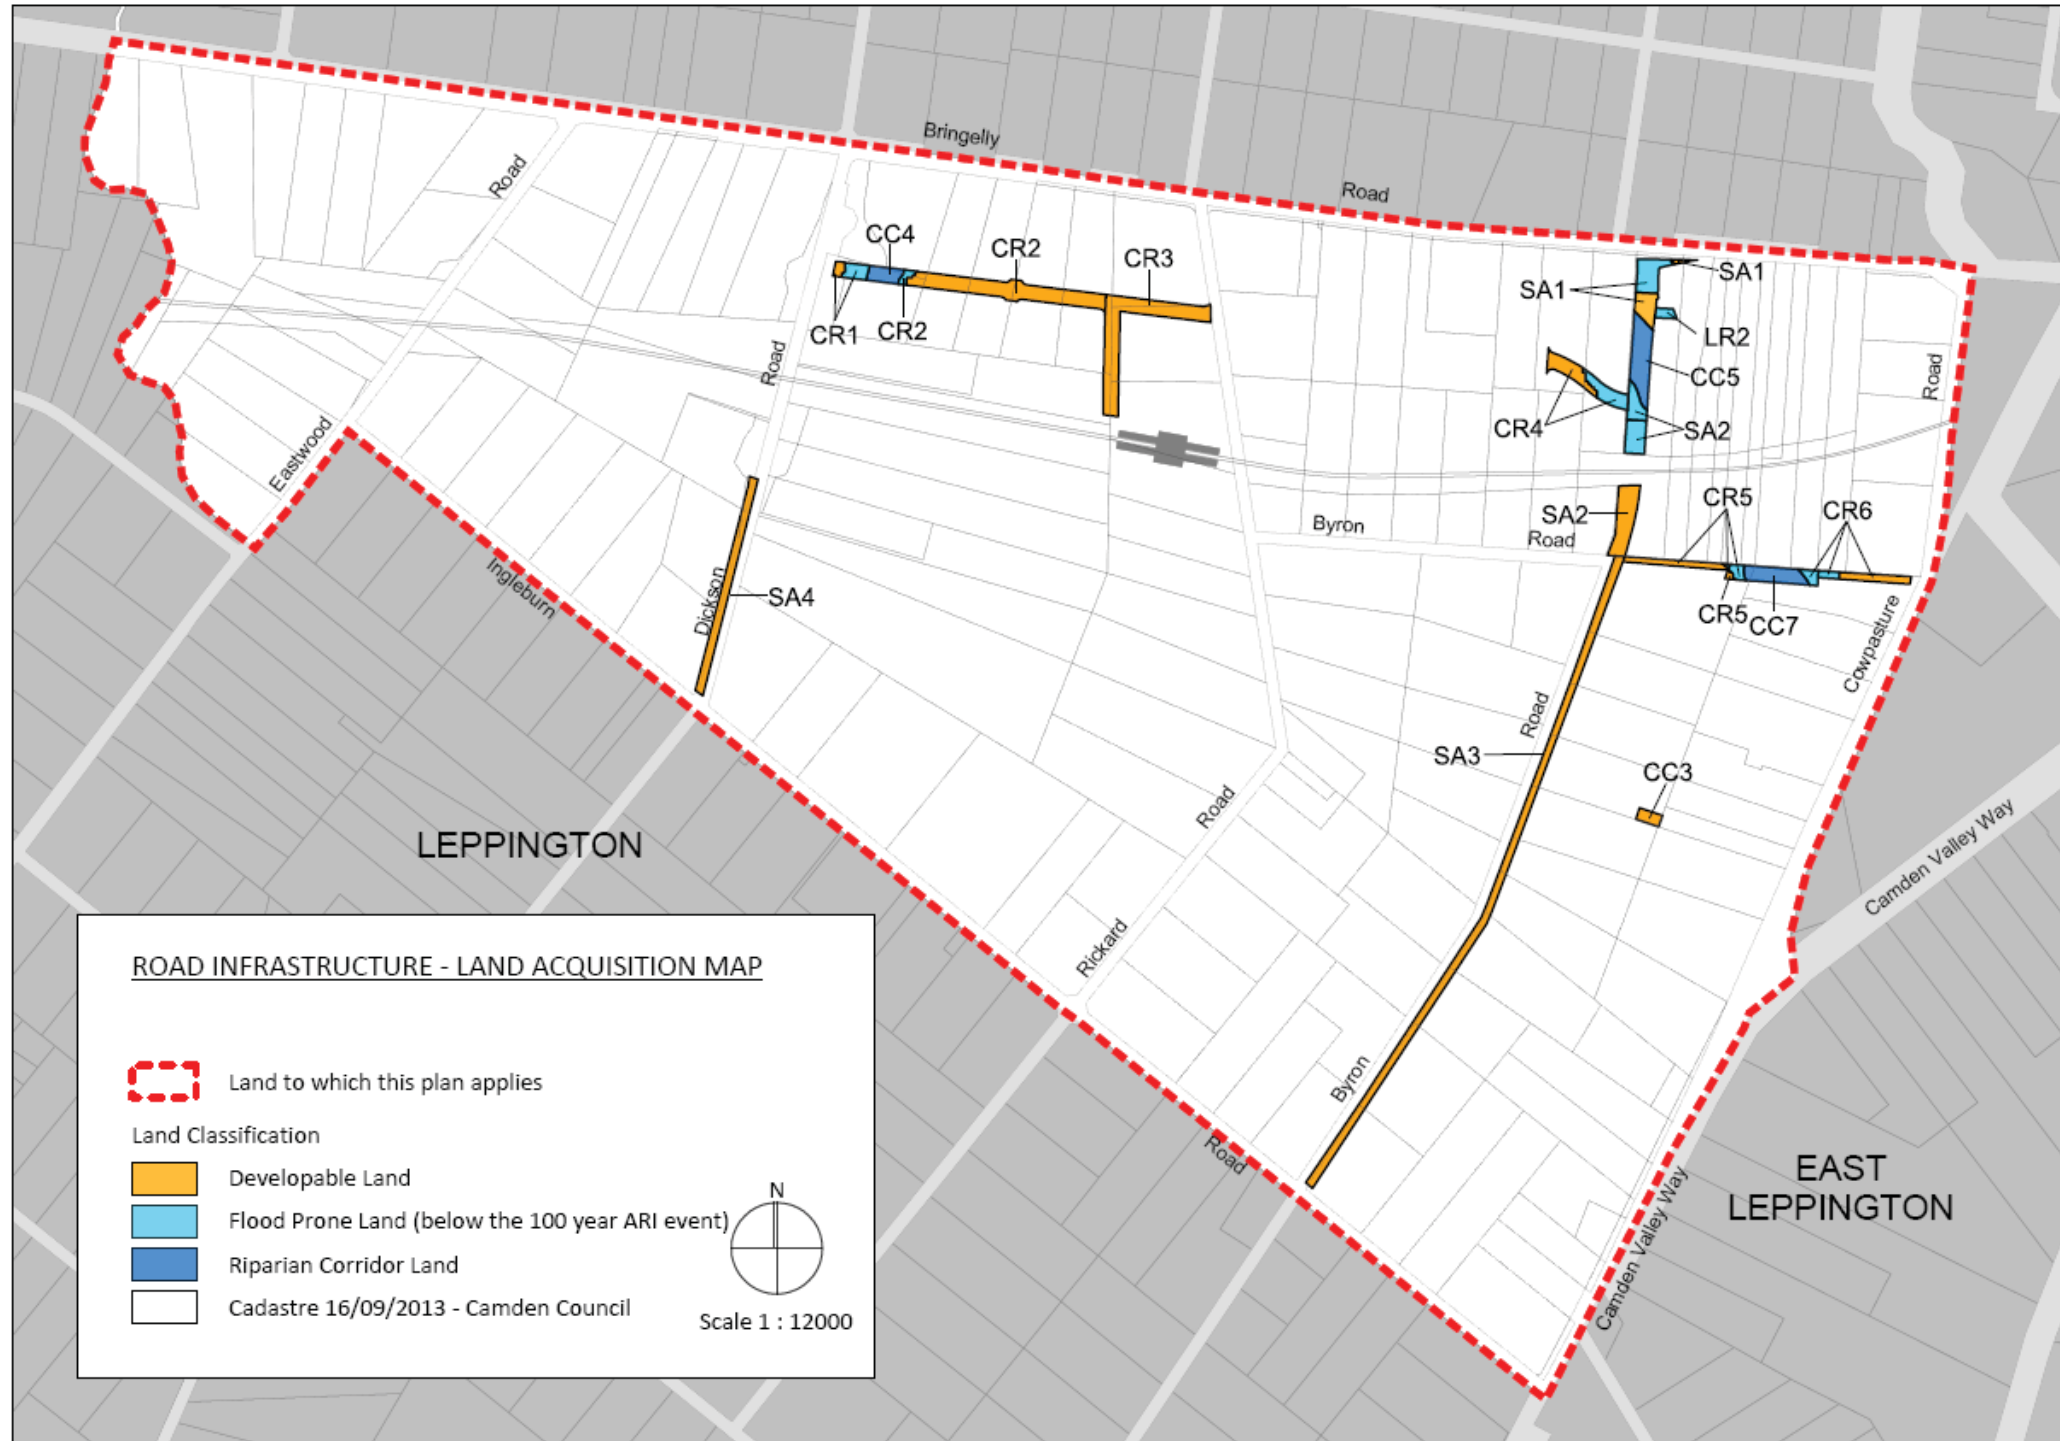 Bringelly
Road
Road
CC4
CR2
CR3
CR1
CR2
SA1
SA1
LR2
CC5
CR4
SA2
Road
Road
Eastwood
SA2
CR5
CR6
Byron
Road
CR5
CC7
Ingleburn
Dickson
SA4
Cowpasture
Road
SA3
CC3
Road
LEPPINGTON
Rickard
Camden Valley Way
Byron
Road
EAST
LEPPINGTON
Camden Valley Way
ROAD INFRASTRUCTURE - LAND ACQUISITION MAP
Land to which this plan applies
Land Classification
Developable Land
Flood Prone Land (below the 100 year ARI event)
Riparian Corridor Land
Cadastre 16/09/2013 - Camden Council
N
Scale 1 : 12000